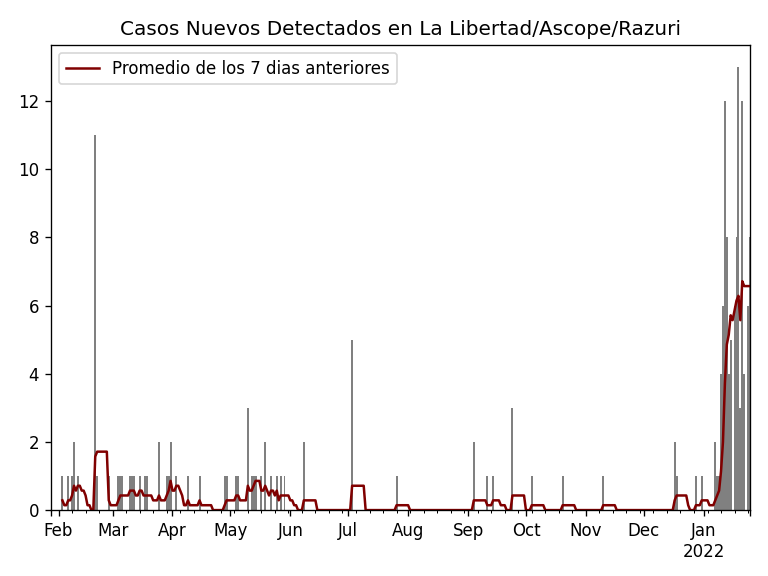 Casos Nuevos Detectados en La Libertad/Ascope/Razuri
Promedio de los 7 dias anteriores
12
10
8
6
4
2
0
Feb Mar Apr May Jun Jul Aug Sep Oct Nov Dec Jan
2022